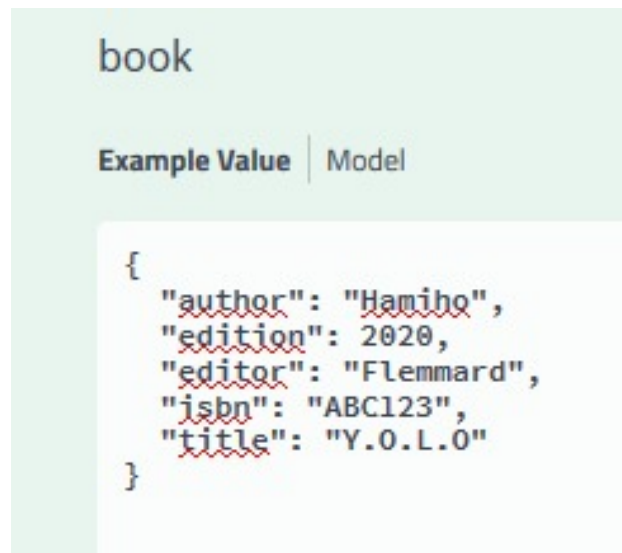 book
Example Value | Model
{
"author": "Hamiho",
"edition": 2020,
"editor": "Flemmard",
"isbn": "ABC123",
"title": "Y.O.L.O"
}